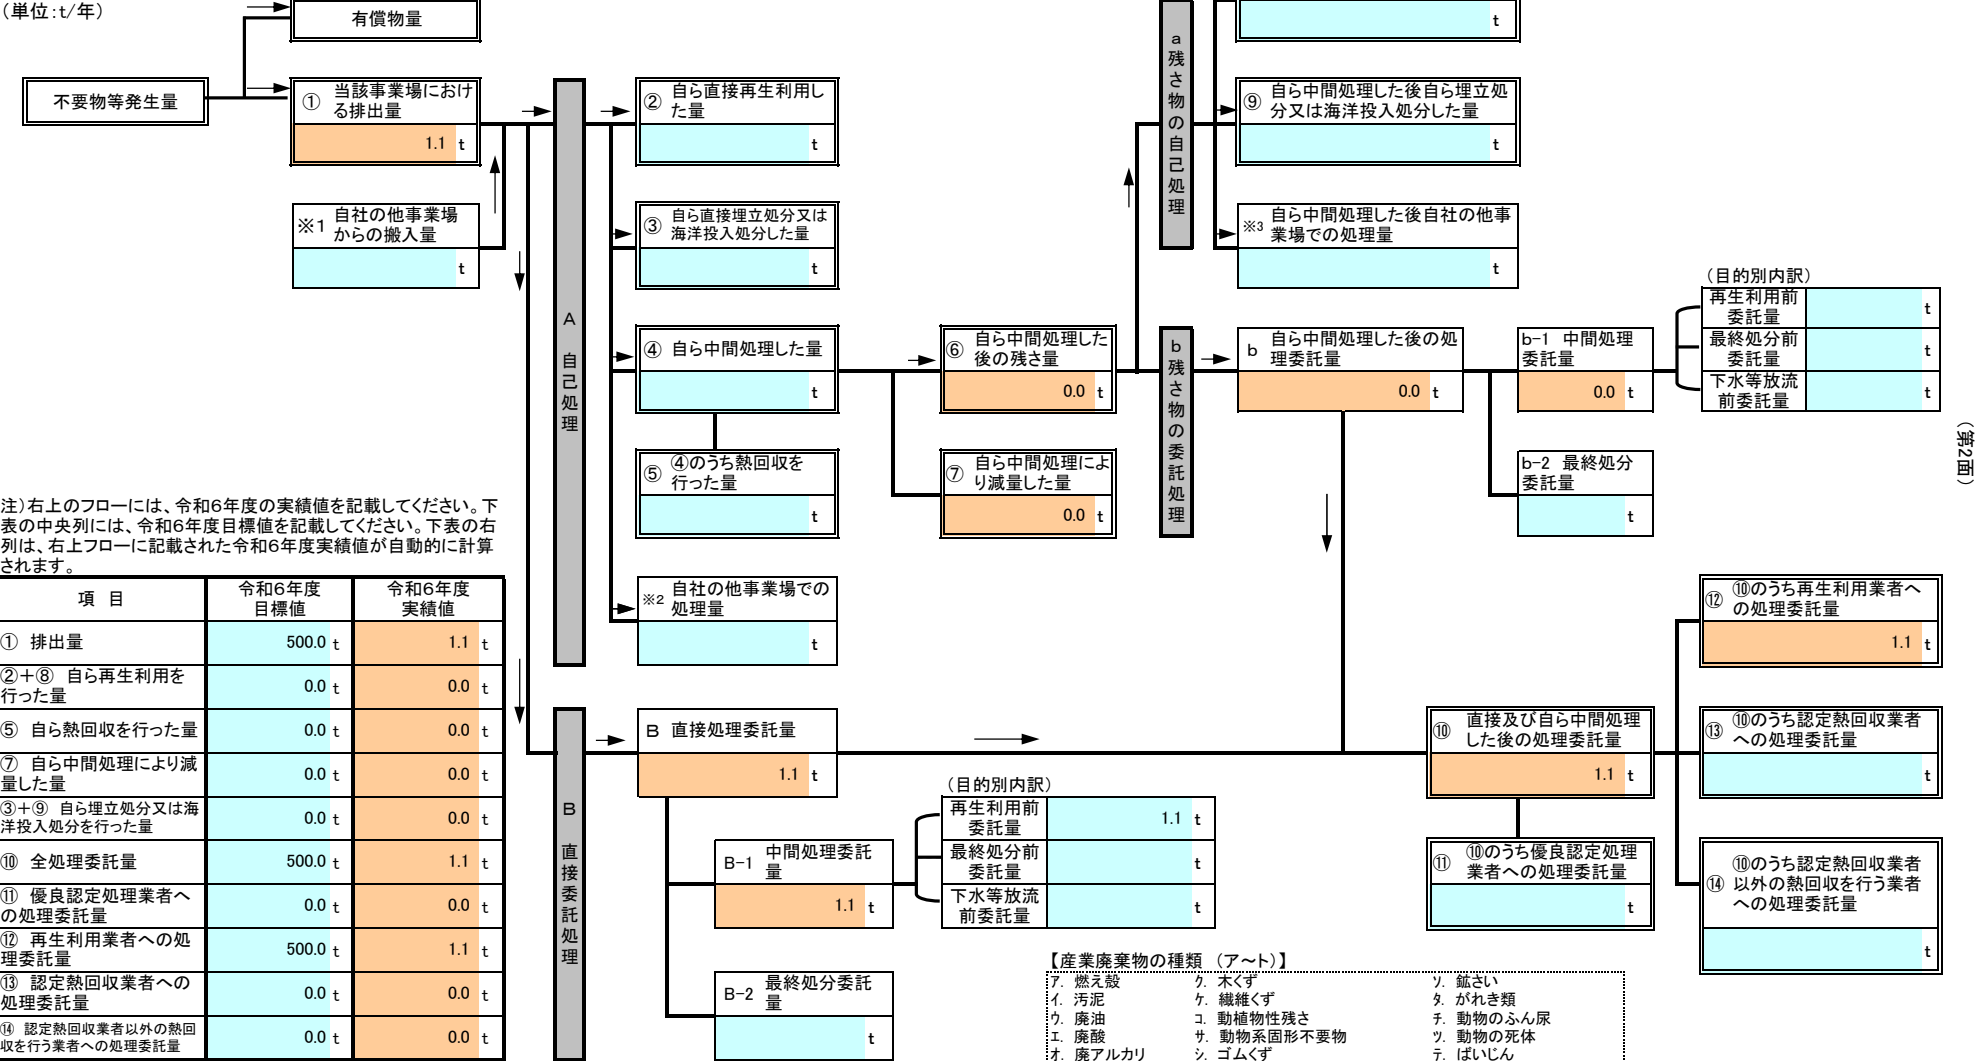 (単位:t/年)
有償物量
不要物等発生量
① 当該事業場におけ
る排出量
1.1 t
※1 自社の他事業場
からの搬入量
t
A 自己処理
② 自ら直接再生利用し
た量
t
③ 自ら直接埋立処分又は
海洋投入処分した量
t
④ 自ら中間処理した量
t
⑤ ④のうち熱回収を
行った量
t
※2 自社の他事業場での
処理量
t
⑥ 自ら中間処理した
後の残さ量
0.0 t
⑦ 自ら中間処理によ
り減量した量
0.0 t
a 残さ物の自己処理
t
⑨ 自ら中間処理した後自ら埋立処
分又は海洋投入処分した量
t
※3 自ら中間処理した後自社の他事
業場での処理量
t
b 残さ物の委託処理
b 自ら中間処理した後の処
理委託量
0.0 t
b-1 中間処理
委託量
0.0 t
b-2 最終処分
委託量
t
(目的別内訳)
再生利用前
委託量
t
最終処分前
委託量
t
下水等放流
前委託量
t
(第2面)
注)右上のフローには、令和6年度の実績値を記載してください。下
表の中央列には、令和6年度目標値を記載してください。下表の右
列は、右上フローに記載された令和6年度実績値が自動的に計算
されます。
項 目
令和6年度
目標値
令和6年度
実績値
① 排出量 500.0 t 1.1 t
②+⑧ 自ら再生利用を
行った量 0.0 t 0.0 t
⑤ 自ら熱回収を行った量 0.0 t 0.0 t
⑦ 自ら中間処理により減
量した量 0.0 t 0.0 t
③+⑨ 自ら埋立処分又は海
洋投入処分を行った量 0.0 t 0.0 t
⑩ 全処理委託量 500.0 t 1.1 t
⑪ 優良認定処理業者へ
の処理委託量 0.0 t 0.0 t
⑫ 再生利用業者への処
理委託量 500.0 t 1.1 t
⑬ 認定熱回収業者への
処理委託量 0.0 t 0.0 t
⑭ 認定熱回収業者以外の熱回
収を行う業者への処理委託量 0.0 t 0.0 t
B 直接委託処理
B 直接処理委託量
1.1 t
B-1 中間処理委託
量
1.1 t
B-2 最終処分委託
量
t
(目的別内訳)
再生利用前
委託量
1.1 t
最終処分前
委託量
t
下水等放流
前委託量
t
⑩ 直接及び自ら中間処理
した後の処理委託量
1.1 t
⑪ ⑩のうち優良認定処理
業者への処理委託量
t
⑫ ⑩のうち再生利用業者へ
の処理委託量
1.1 t
⑬ ⑩のうち認定熱回収業者
への処理委託量
t
⑭ ⑩のうち認定熱回収業者
以外の熱回収を行う業者
への処理委託量
t
【産業廃棄物の種類 (ア~ト)】
ア. 燃え殻 ク. 木くず ソ. 鉱さい
イ. 汚泥 ケ. 繊維くず タ. がれき類
ウ. 廃油 コ. 動植物性残さ チ. 動物のふん尿
エ. 廃酸 サ. 動物系固形不要物 ツ. 動物の死体
オ. 廃アルカリ シ. ゴムくず テ. ばいじん